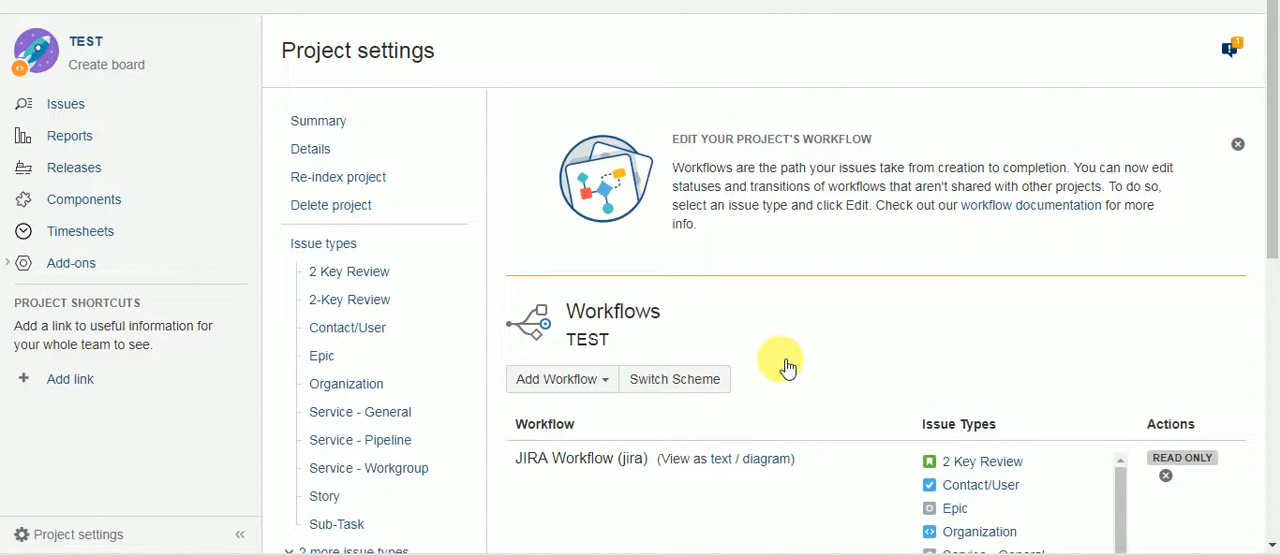 TEST
Create board
Issues
Reports
Releases
Components
Timesheets
Add-ons
PROJECT SHORTCUTS
Add a link to useful information for
your whole team to see.
+ Add link
Project settings
Project settings
1
Summary
Details
Re-index project
Delete project
Issue types
2 Key Review
2-Key Review
Contact/User
Epic
Organization
Service - General
Service - Pipeline
Service - Workgroup
Story
Sub-Task
2 more issue types
EDIT YOUR PROJECT'S WORKFLOW
Workflows are the path your issues take from creation to completion. You can now edit
statuses and transitions of workflows that aren't shared with other projects. To do so,
select an issue type and click Edit. Check out our workflow documentation for more
info.
Workflows
TEST
Add Workflow
Switch Scheme
Workflow Issue Types Actions
JIRA Workflow (jira) (View as text / diagram)
2 Key Review
Contact/User
Epic
Organization
Service - General
READ ONLY